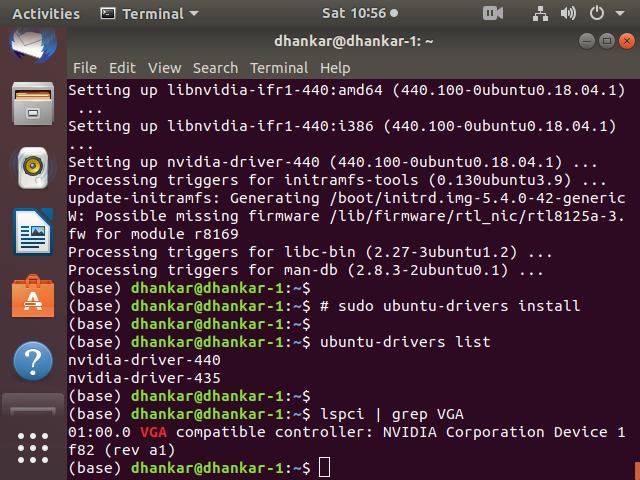 Activities Terminal Sat 10:56
dhankar@dhankar-1: ~
File Edit View Search Terminal Help
Setting up libnvidia-ifr1-440:amd64 (440.100-0ubuntu0.18.04.1)
...
Setting up libnvidia-ifr1-440:i386 (440.100-0ubuntu0.18.04.1)
...
Setting up nvidia-driver-440 (440.100-0ubuntu0.18.04.1) ...
Processing triggers for initramfs-tools (0.130ubuntu3.9) ...
update-initramfs: Generating /boot/initrd.img-5.4.0-42-generic
W: Possible missing firmware /lib/firmware/rtl_nic/rtl8125a-3.
fw for module r8169
Processing triggers for libc-bin (2.27-3ubuntu1.2) ...
Processing triggers for man-db (2.8.3-2ubuntu0.1) ...
(base) dhankar@dhankar-1:~$
(base) dhankar@dhankar-1:~$ # sudo ubuntu-drivers install
(base) dhankar@dhankar-1:~$
(base) dhankar@dhankar-1:~$ ubuntu-drivers list
nvidia-driver-440
nvidia-driver-435
(base) dhankar@dhankar-1:~$
(base) dhankar@dhankar-1:~$ lspci | grep VGA
01:00.0 VGA compatible controller: NVIDIA Corporation Device 1
f82 (rev a1)
(base) dhankar@dhankar-1:~$